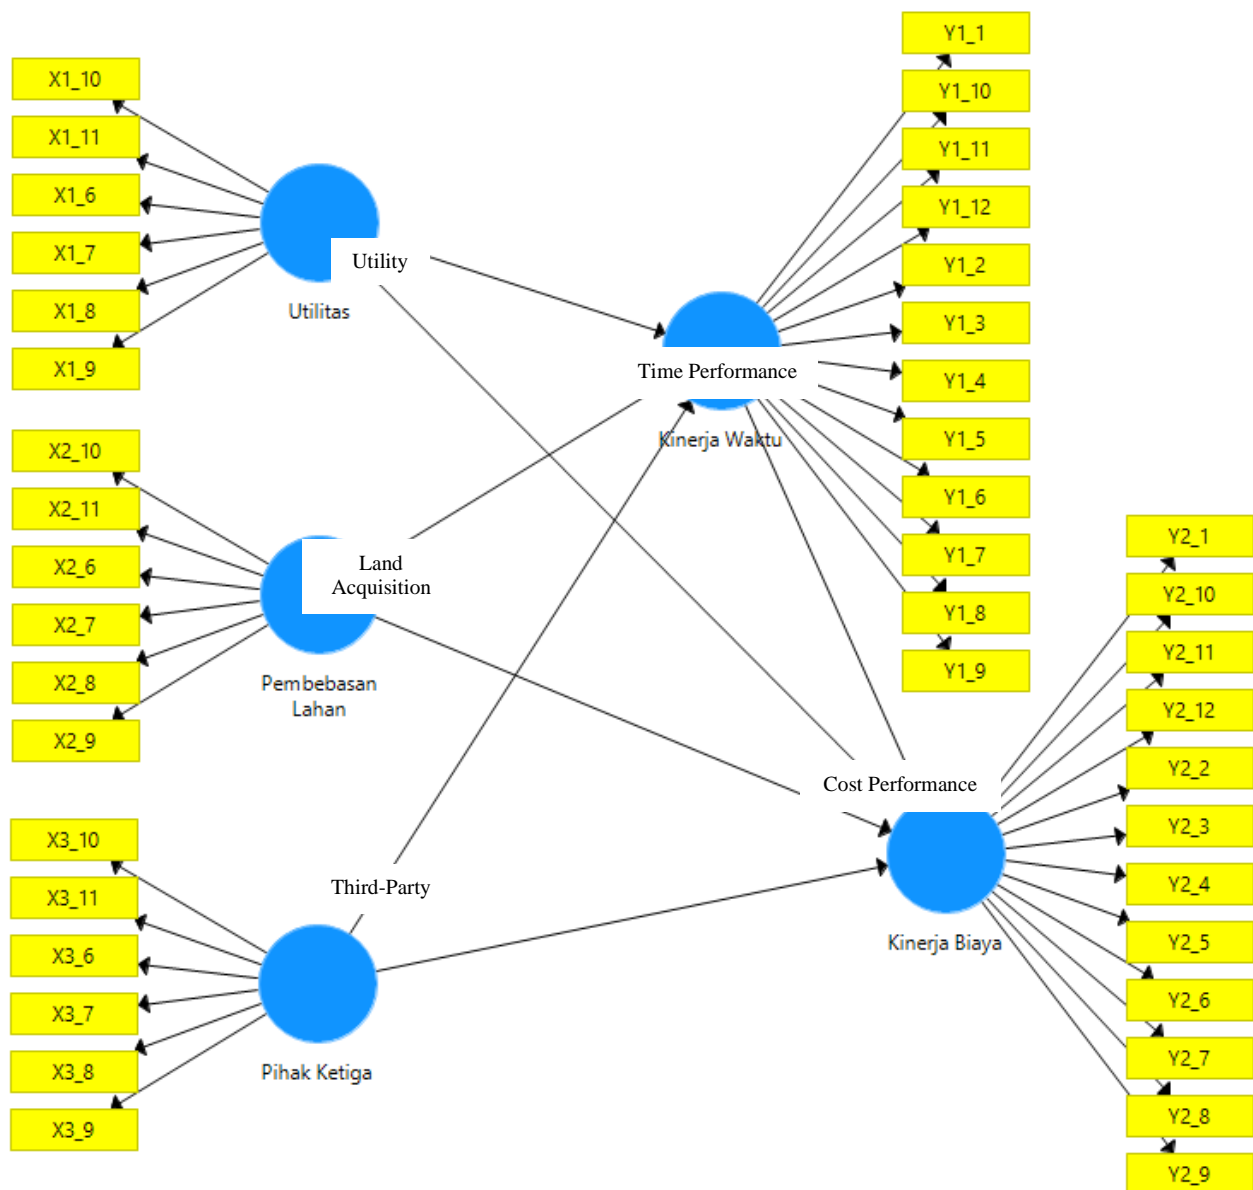 X1_10
X1_11
X1_6
X1_7
X1_8
X1_9
Utility
Utilitas
X2_10
X2_11
X2_6
X2_7
X2_8
X2_9
Land
Acquisition
Pembebasan
Lahan
X3_10
X3_11
X3_6
X3_7
X3_8
X3_9
Third-Party
Pihak Ketiga
Time Performance
Kinerja Waktu
Y1_1
Y1_10
Y1_11
Y1_12
Y1_2
Y1_3
Y1_4
Y1_5
Y1_6
Y1_7
Y1_8
Y1_9
Cost Performance
Kinerja Biaya
Y2_1
Y2_10
Y2_11
Y2_12
Y2_2
Y2_3
Y2_4
Y2_5
Y2_6
Y2_7
Y2_8
Y2_9